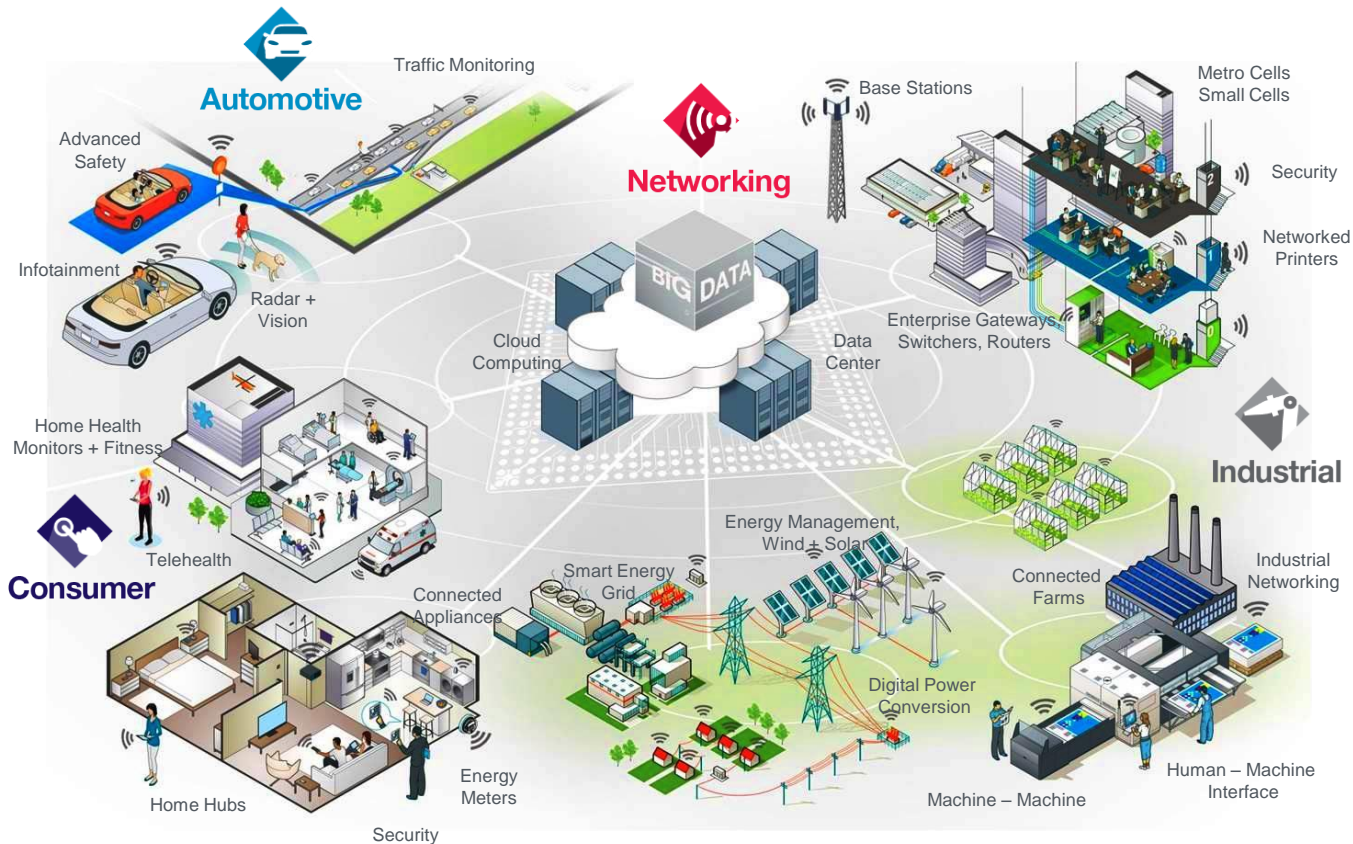 Automotive
Traffic Monitoring
Advanced
Safety
Infotainment
Radar +
Vision
Networking
Base Stations
Metro Cells
Small Cells
Security
Networked
Printers
Enterprise Gateways,
Switchers, Routers
2
1
0
BIG DATA
Cloud
Computing
Data
Center
Home Health
Monitors + Fitness
Telehealth
Consumer
Industrial
Connected
Appliances
Smart Energy
Grid
Energy Management,
Wind + Solar
Connected
Farms
Industrial
Networking
Digital Power
Conversion
Home Hubs
Security
Energy
Meters
Machine – Machine
Human – Machine
Interface